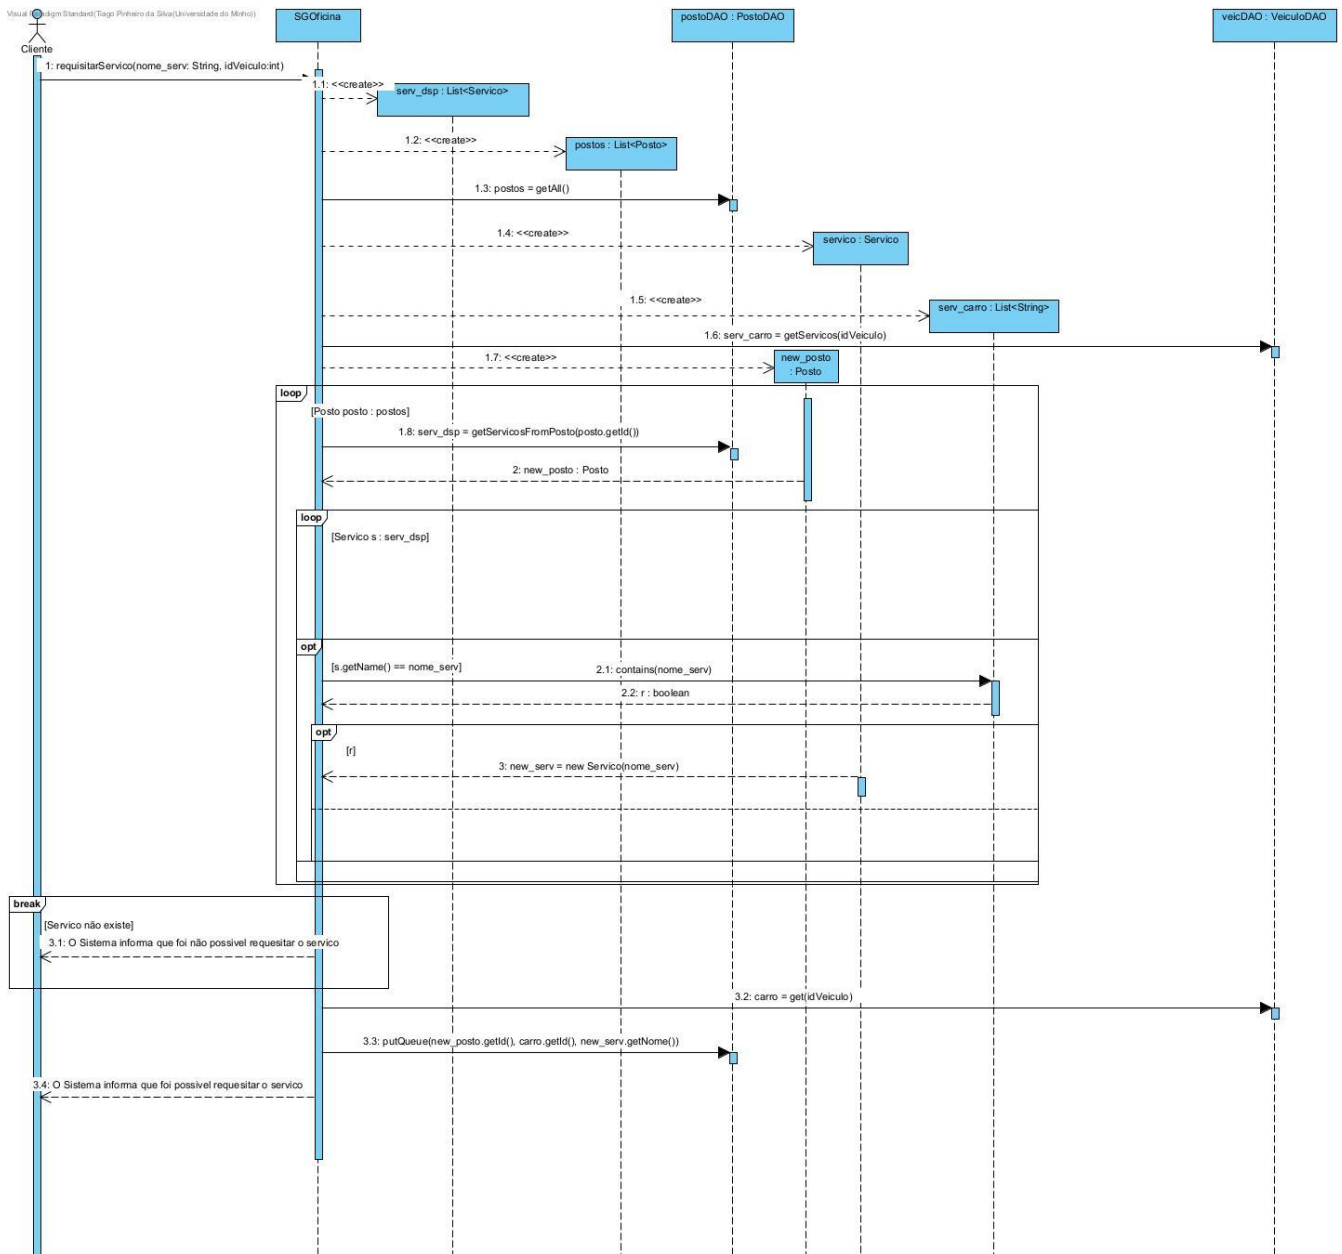 Visual Paradigm Standard(Tiago Pinheiro da Silva(Universidade do Minho))
SGOficina
postoDAO : PostoDAO
veicDAO : VeiculoDAO
Cliente
1: requisitarServico(nome_serv: String, idVeiculo:int)
1.1: <<create>>
serv_dsp : List<Servico>
1.2: <<create>>
postos : List<Posto>
1.3: postos = getAll()
1.4: <<create>>
servico : Servico
1.5: <<create>>
serv_carro : List<String>
1.6: serv_carro = getServicos(idVeiculo)
1.7: <<create>>
new_posto
: Posto
loop
[Posto posto : postos]
1.8: serv_dsp = getServicosFromPosto(posto.getId())
2: new_posto : Posto
loop
[Servico s : serv_dsp]
opt
[s.getName() == nome_serv]
2.1: contains(nome_serv)
2.2: r : boolean
opt
[r]
3: new_serv = new Servico(nome_serv)
break
[Servico não existe]
3.1: O Sistema informa que foi não possivel requesitar o servico
3.2: carro = get(idVeiculo)
3.3: putQueue(new_posto.getId(), carro.getId(), new_serv.getNome())
3.4: O Sistema informa que foi possivel requesitar o servico